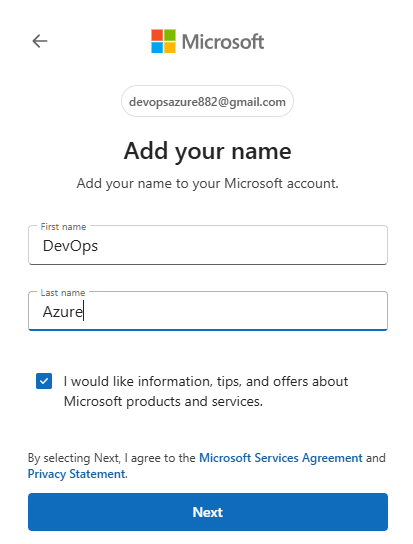 Microsoft
devopsazure882@gmail.com
Add your name
Add your name to your Microsoft account.
First name
DevOps
Last name
Azure
I would like information, tips, and offers about
Microsoft products and services.
By selecting Next, I agree to the Microsoft Services Agreement and
Privacy Statement.
Next